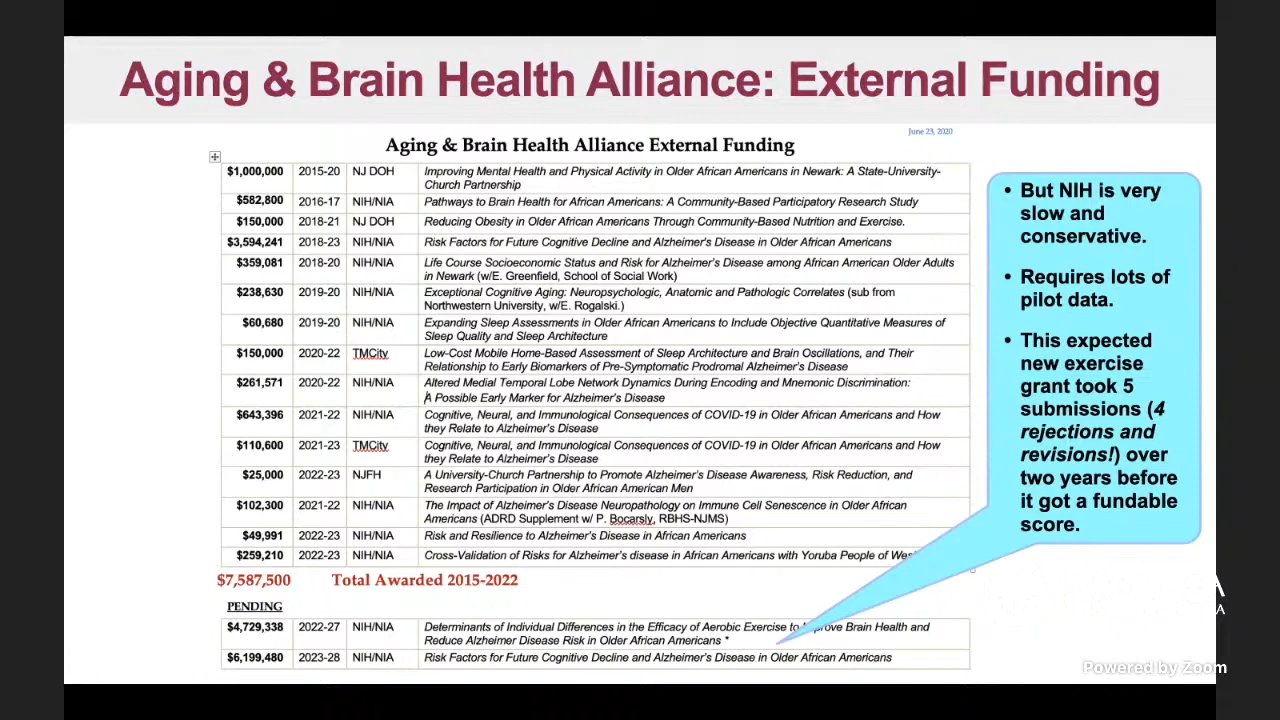 Aging & Brain Health Alliance: External Funding
June 23, 2020
Aging & Brain Health Alliance External Funding
$1,000,000 2015-20 NJ DOH Improving Mental Health and Physical Activity in Older African Americans in Newark: A State-University-
Church Partnership
$582,800 2016-17 NIH/NIA Pathways to Brain Health for African Americans: A Community-Based Participatory Research Study
$150,000 2018-21 NJ DOH Reducing Obesity in Older African Americans Through Community-Based Nutrition and Exercise.
$3,594,241 2018-23 NIH/NIA Risk Factors for Future Cognitive Decline and Alzheimer's Disease in Older African Americans
$359,081 2018-20 NIH/NIA Life Course Socioeconomic Status and Risk for Alzheimer's Disease among African American Older Adults
in Newark (w/E. Greenfield, School of Social Work)
$238,630 2019-20 NIH/NIA Exceptional Cognitive Aging: Neuropsychologic, Anatomic and Pathologic Correlates (sub from
Northwestern University, w/E. Rogalski.)
$60,680 2019-20 NIH/NIA Expanding Sleep Assessments in Older African Americans to Include Objective Quantitative Measures of
Sleep Quality and Sleep Architecture
$150,000 2020-22 TMCity Low-Cost Mobile Home-Based Assessment of Sleep Architecture and Brain Oscillations, and Their
Relationship to Early Biomarkers of Pre-Symptomatic Prodromal Alzheimer's Disease
$261,571 2020-22 NIH/NIA Altered Medial Temporal Lobe Network Dynamics During Encoding and Mnemonic Discrimination:
A Possible Early Marker for Alzheimer's Disease
$643,396 2021-22 NIH/NIA Cognitive, Neural, and Immunological Consequences of COVID-19 in Older African Americans and How
they Relate to Alzheimer's Disease
$110,600 2021-23 TMCity Cognitive, Neural, and Immunological Consequences of COVID-19 in Older African Americans and How
they Relate to Alzheimer's Disease
$25,000 2022-23 NJFH A University-Church Partnership to Promote Alzheimer's Disease Awareness, Risk Reduction, and
Research Participation in Older African American Men
$102,300 2021-22 NIH/NIA The Impact of Alzheimer's Disease Neuropathology on Immune Cell Senescence in Older African
Americans (ADRD Supplement w/ P. Bocarsly, RBHS-NJMS)
$49,991 2022-23 NIH/NIA Risk and Resilience to Alzheimer's Disease in African Americans
$259,210 2022-23 NIH/NIA Cross-Validation of Risks for Alzheimer's disease in African Americans with Yoruba People of
$7,587,500 Total Awarded 2015-2022
PENDING
$4,729,338 2022-27 NIH/NIA Determinants of Individual Differences in the Efficacy of Aerobic Exercise to Brain Health and
Reduce Alzheimer Disease Risk in Older African Americans *
$6,199,480 2023-28 NIH/NIA Risk Factors for Future Cognitive Decline and Alzheimer's Disease in Older African Americans
• But NIH is very
slow and
conservative.
• Requires lots of
pilot data.
• This expected
new exercise
grant took 5
submissions (4
rejections and
revisions!) over
two years before
it got a fundable
score.
A
A
Powered by Zoom